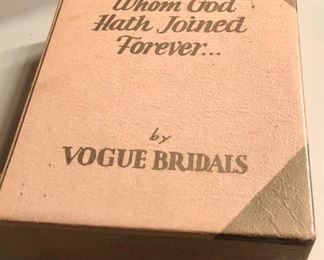 Whom God
Hath Joined
Forever...
by
VOGUE BRIDALS